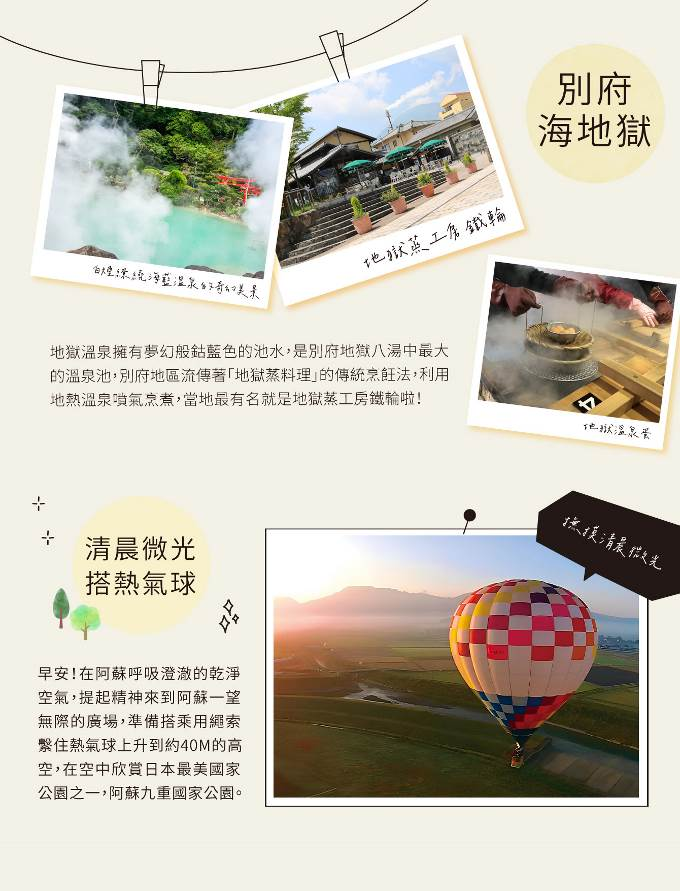 別府
海地獄
地獄蒸工房 鐵輪
白煙繚繞海藍溫泉的奇幻美景
地獄溫泉擁有夢幻般鈷藍色的池水,是別府地獄八湯中最大
的溫泉池,別府地區流傳著「地獄蒸料理」的傳統烹飪法,利用
地熱溫泉噴氣烹煮,當地最有名就是地獄蒸工房鐵輪啦!
地獄溫泉蛋
清晨微光
搭熱氣球
撫摸清晨微光
早安!在阿蘇呼吸澄澈的乾淨
空氣,提起精神來到阿蘇一望
無際的廣場,準備搭乘用繩索
繫住熱氣球上升到約40M的高
空,在空中欣賞日本最美國家
公園之一,阿蘇九重國家公園。